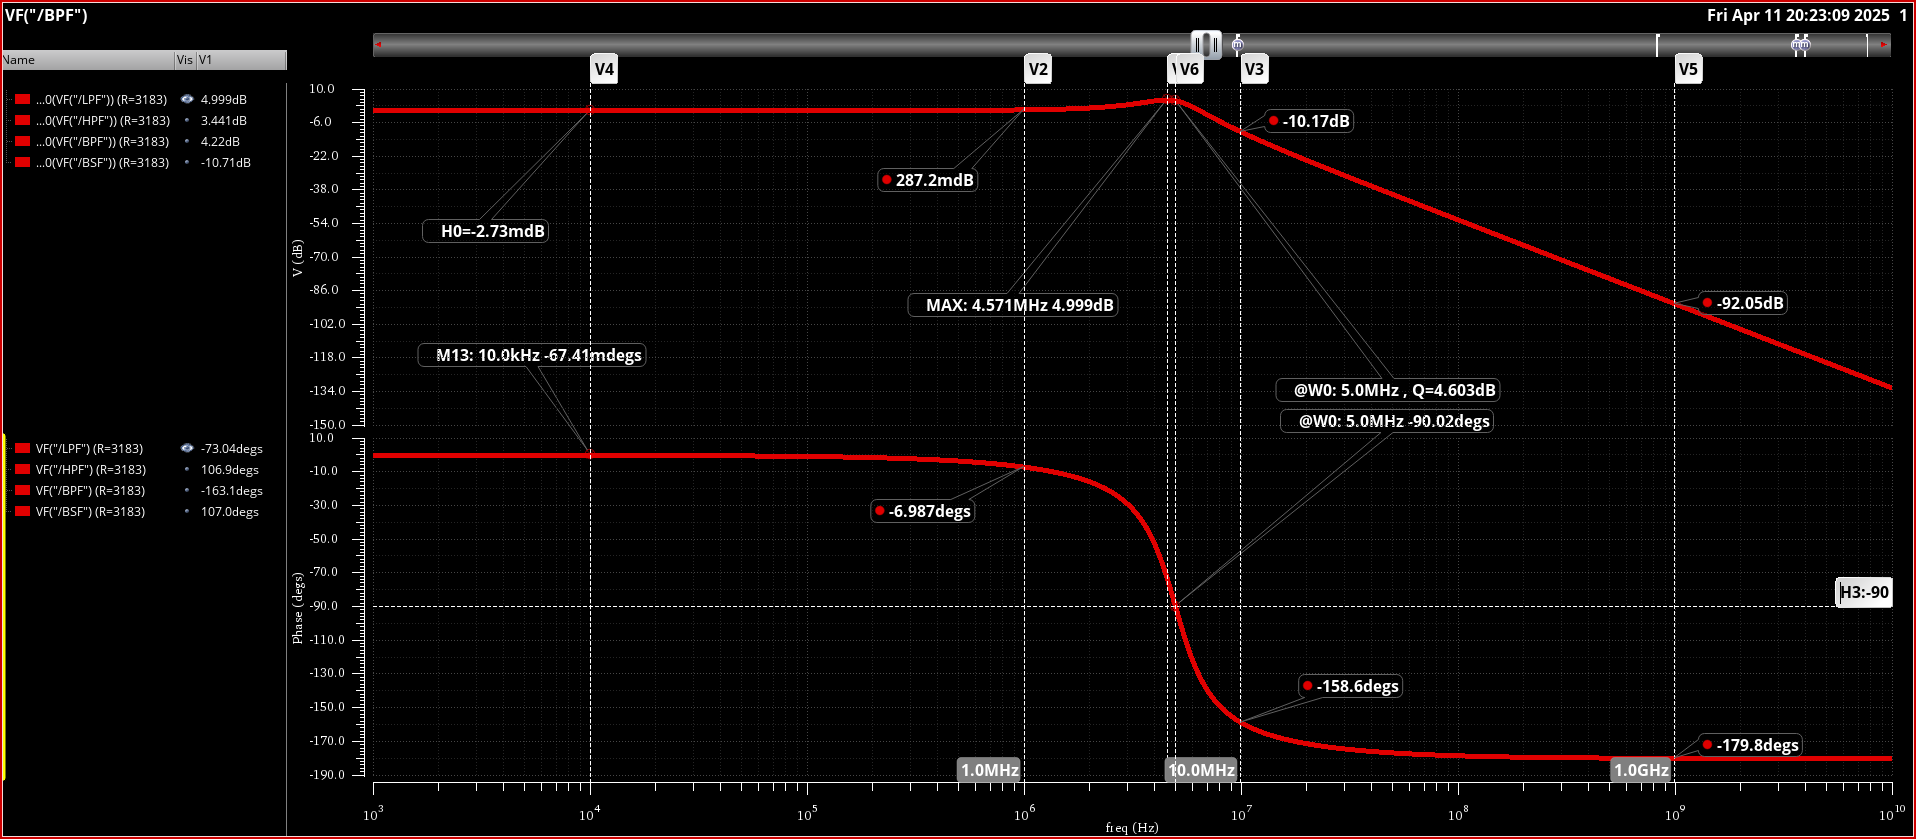 VF("/BPF")
Fri Apr 11 20:23:09 2025 1
Name Vis V1
V4 V2 V6 V3 V5
...0(VF("/LPF")) (R=3183) 4.999dB
...0(VF("/HPF")) (R=3183) 3.441dB
...0(VF("/BPF")) (R=3183) 4.22dB
...0(VF("/BSF")) (R=3183) -10.71dB
10.0
-6.0
-22.0
-38.0
-54.0
-70.0
-86.0
-102.0
-118.0
-134.0
-150.0
V (dB)
-10.17dB
287.2mdB
H0=-2.73mdB
MAX: 4.571MHz 4.999dB
-92.05dB
M13: 10.0kHz -67.41mdegs
@W0: 5.0MHz , Q=4.603dB
@W0: 5.0MHz -90.02degs
VF("/LPF") (R=3183) -73.04degs
VF("/HPF") (R=3183) 106.9degs
VF("/BPF") (R=3183) -163.1degs
VF("/BSF") (R=3183) 107.0degs
10.0
-10.0
-30.0
-50.0
-70.0
-90.0
-110.0
-130.0
-150.0
-170.0
-190.0
Phase (degs)
-6.987degs
H3:-90
-158.6degs
-179.8degs
1.0MHz 10.0MHz 1.0GHz
10^3 10^4 10^5 10^6 10^7 10^8 10^9 10^10
freq (Hz)